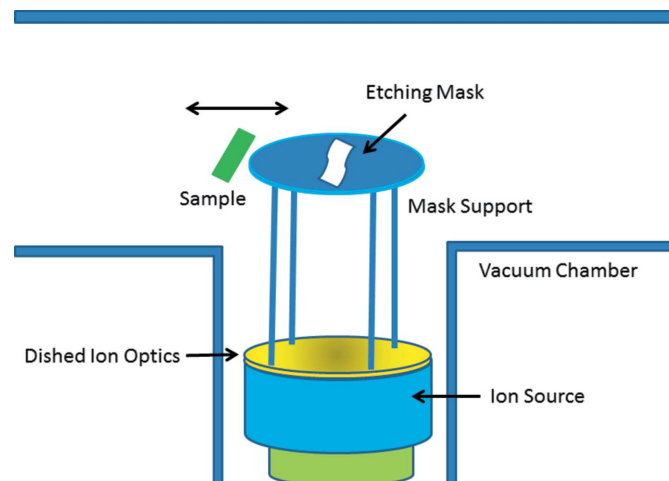 Etching Mask
Sample
Mask Support
Vacuum Chamber
Dished Ion Optics
Ion Source